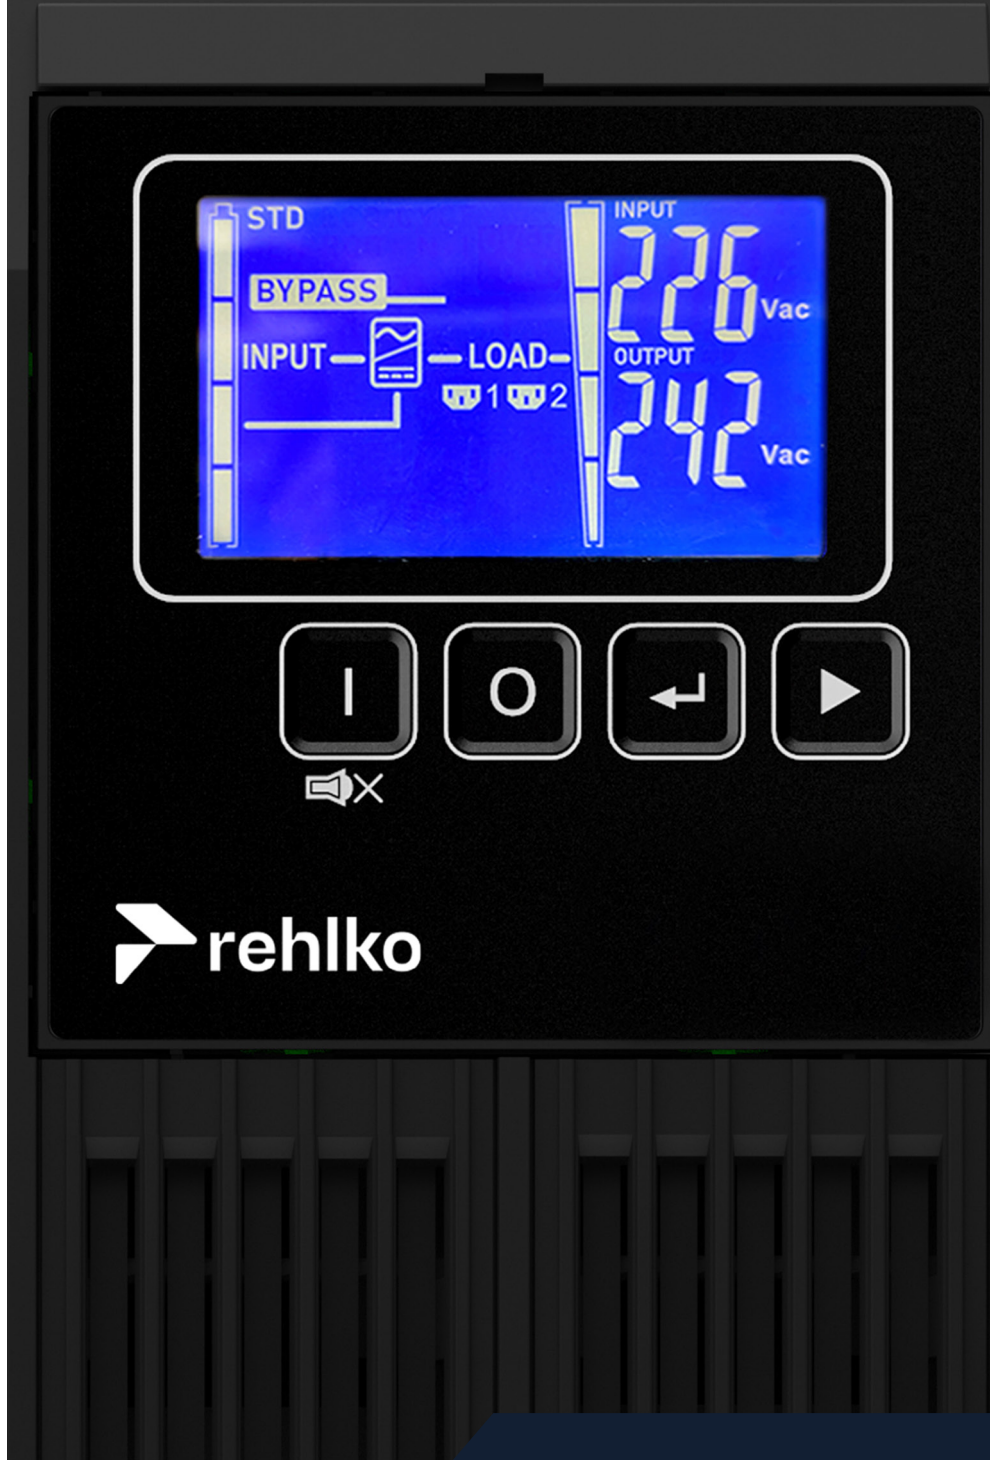 STD
BYPASS
INPUT
LOAD
1 2
INPUT
226 Vac
OUTPUT
242 Vac
I
O
rehlko